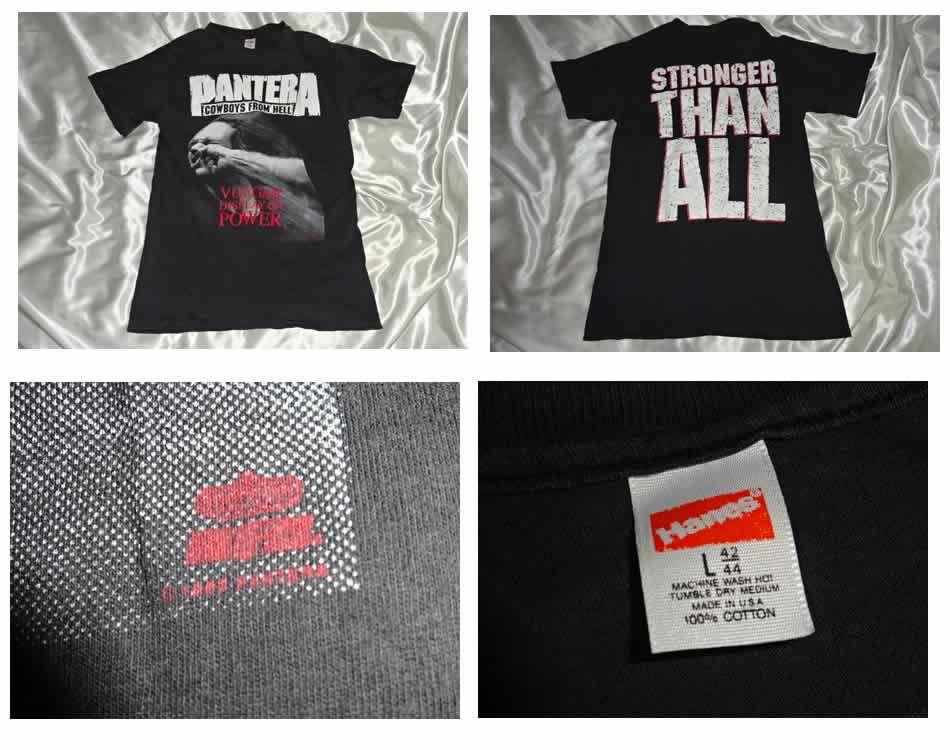 PANTERA
COWBOYS FROM HELL
VULGAR
DISPLAY OF
POWER
STRONGER
THAN
ALL
PANTERA
Hanes®
L 42/44
MACHINE WASH HOT
TUMBLE DRY MEDIUM
MADE IN U.S.A
100% COTTON